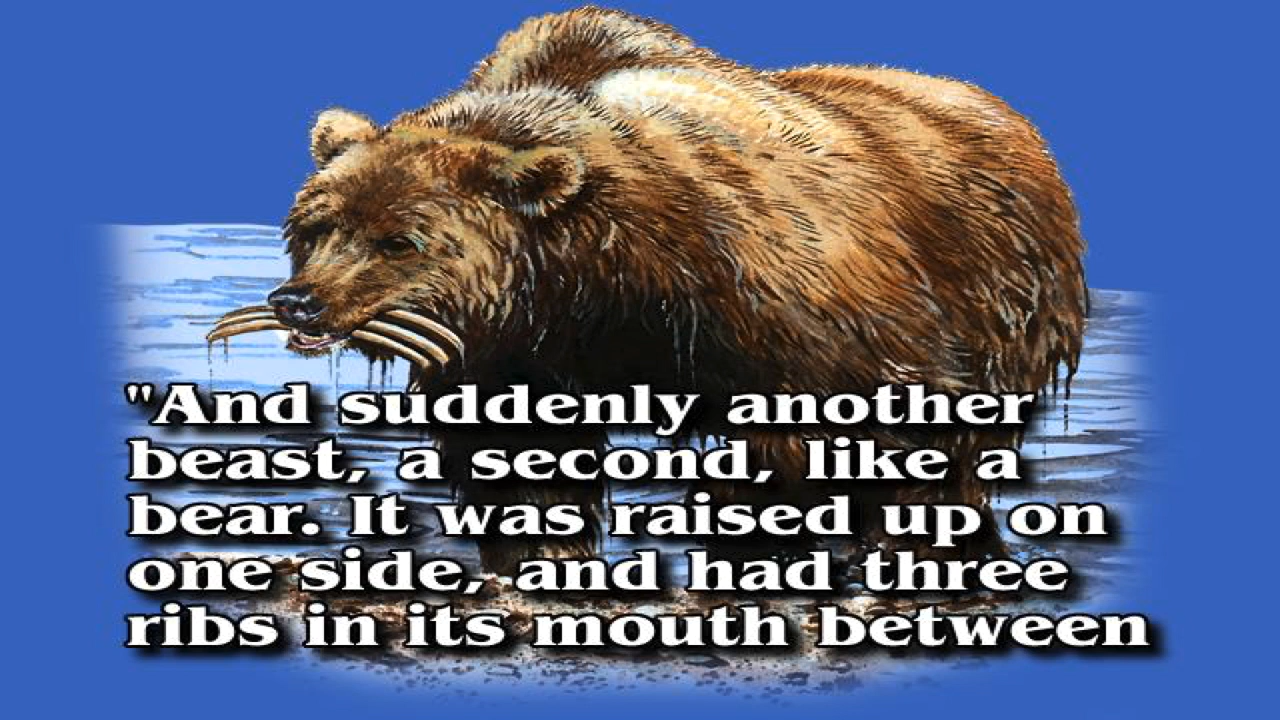 "And suddenly another
beast, a second, like a
bear. It was raised up on
one side, and had three
ribs in its mouth between